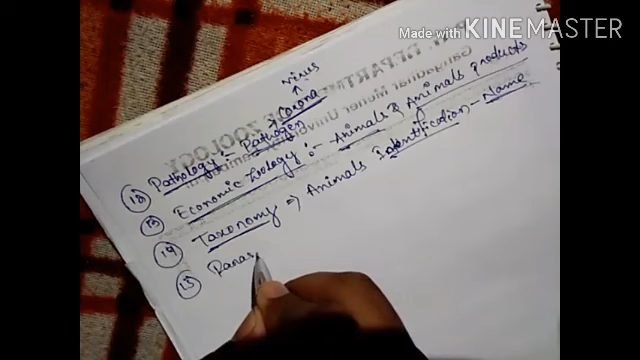 Made with KINEMASTER
virus
↑
(12) Pathology :- Pathogen → Corona
(13) Economic Zoology :- Animals & Animals products
(14) Taxonomy ⇒ Animals Identification - Name
(15) Paras